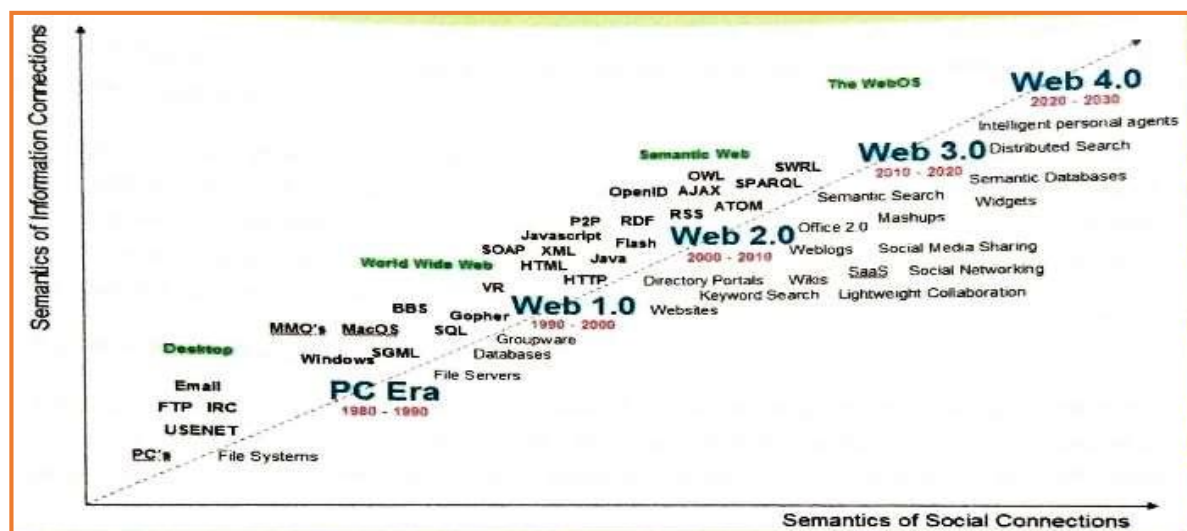 Semantics of Information Connections
The WebOS
Web 4.0
2020 - 2030
Intelligent personal agents
Web 3.0
2010 - 2020
Distributed Search
Semantic Databases
Semantic Web
SWRL
OWL
SPARQL
OpenID
AJAX
ATOM
Semantic Search
Widgets
Mashups
P2P
RDF
RSS
Office 2.0
Javascript
Flash
Web 2.0
2000 - 2010
Weblogs
Social Media Sharing
SOAP
XML
Java
HTML
World Wide Web
HTTP
Directory Portals
Wikis
SaaS
Social Networking
VR
Keyword Search
Lightweight Collaboration
BBS
Gopher
Web 1.0
1990 - 2000
Websites
MMO's
MacOS
SQL
Groupware
Desktop
Windows
SGML
Databases
File Servers
Email
PC Era
1980 - 1990
FTP IRC
USENET
PC's
File Systems
Semantics of Social Connections